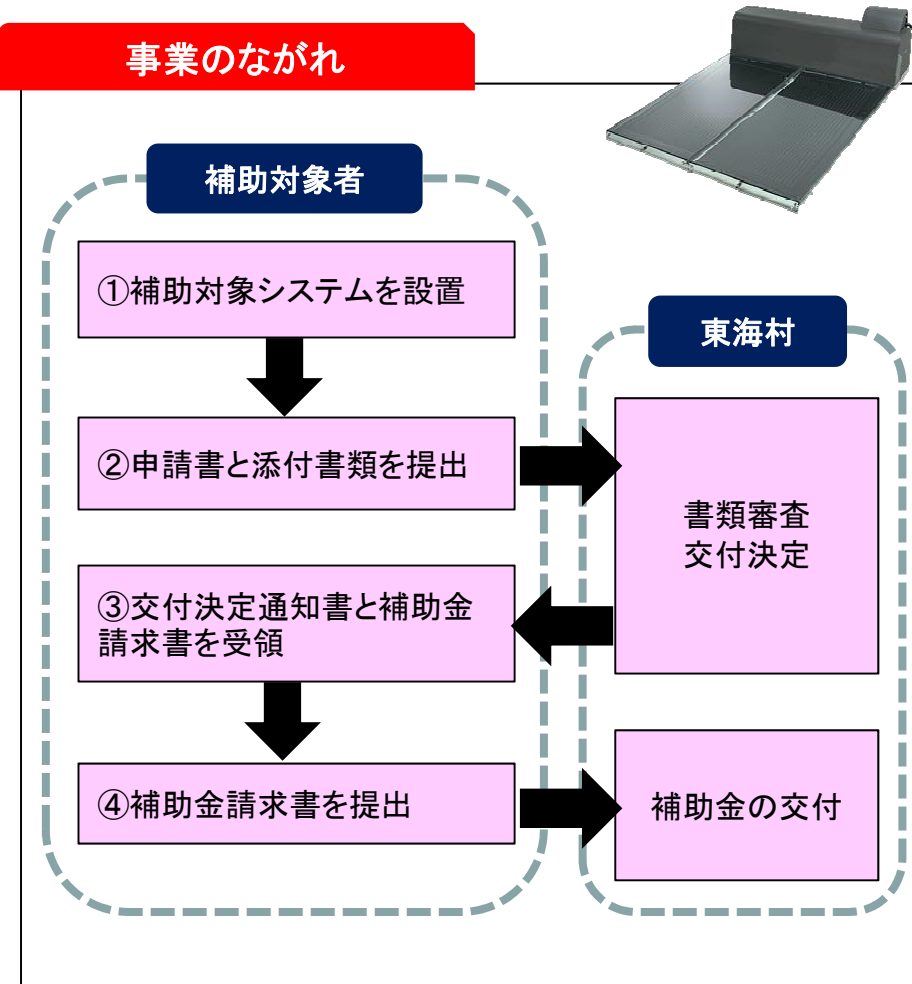 事業のながれ
補助対象者
①補助対象システムを設置
②申請書と添付書類を提出
③交付決定通知書と補助金
請求書を受領
④補助金請求書を提出
東海村
書類審査
交付決定
補助金の交付